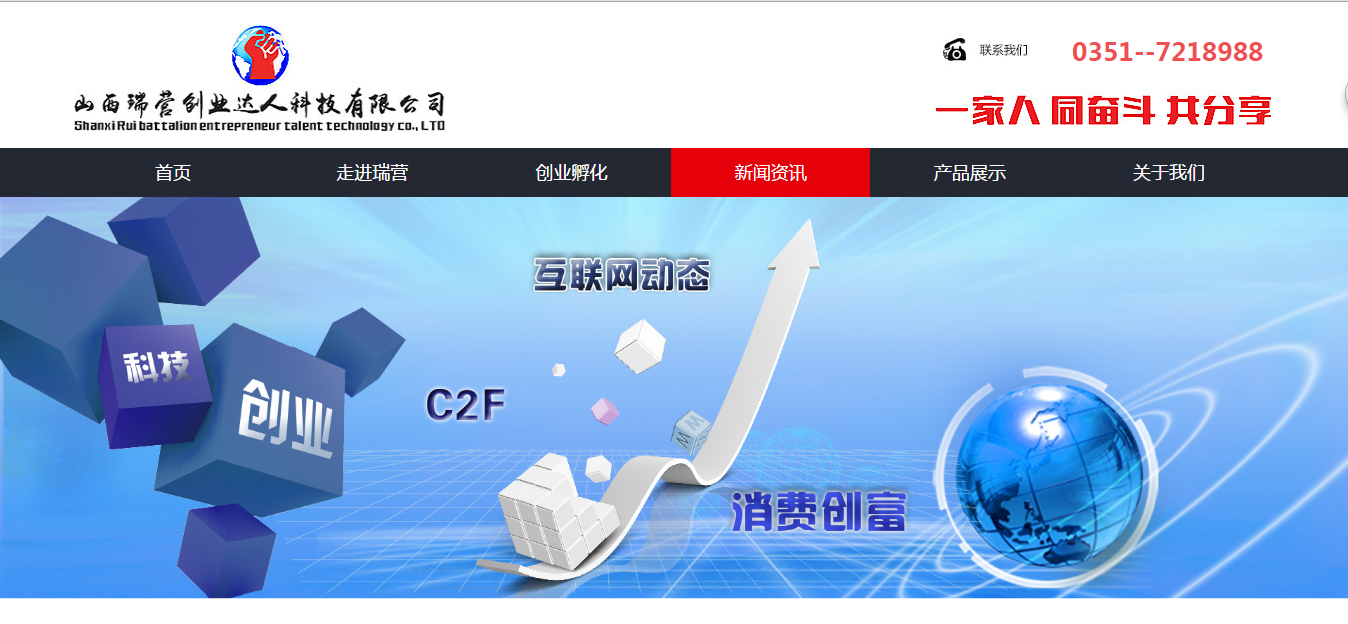 山西瑞营创业达人科技有限公司
Shanxi Rui battalion entrepreneur talent technology co., LTD
联系我们 0351--7218988
一家人 同奋斗 共分享
首页 走进瑞营 创业孵化 新闻资讯 产品展示 关于我们
互联网动态
科技
创业
C2F
消费创富